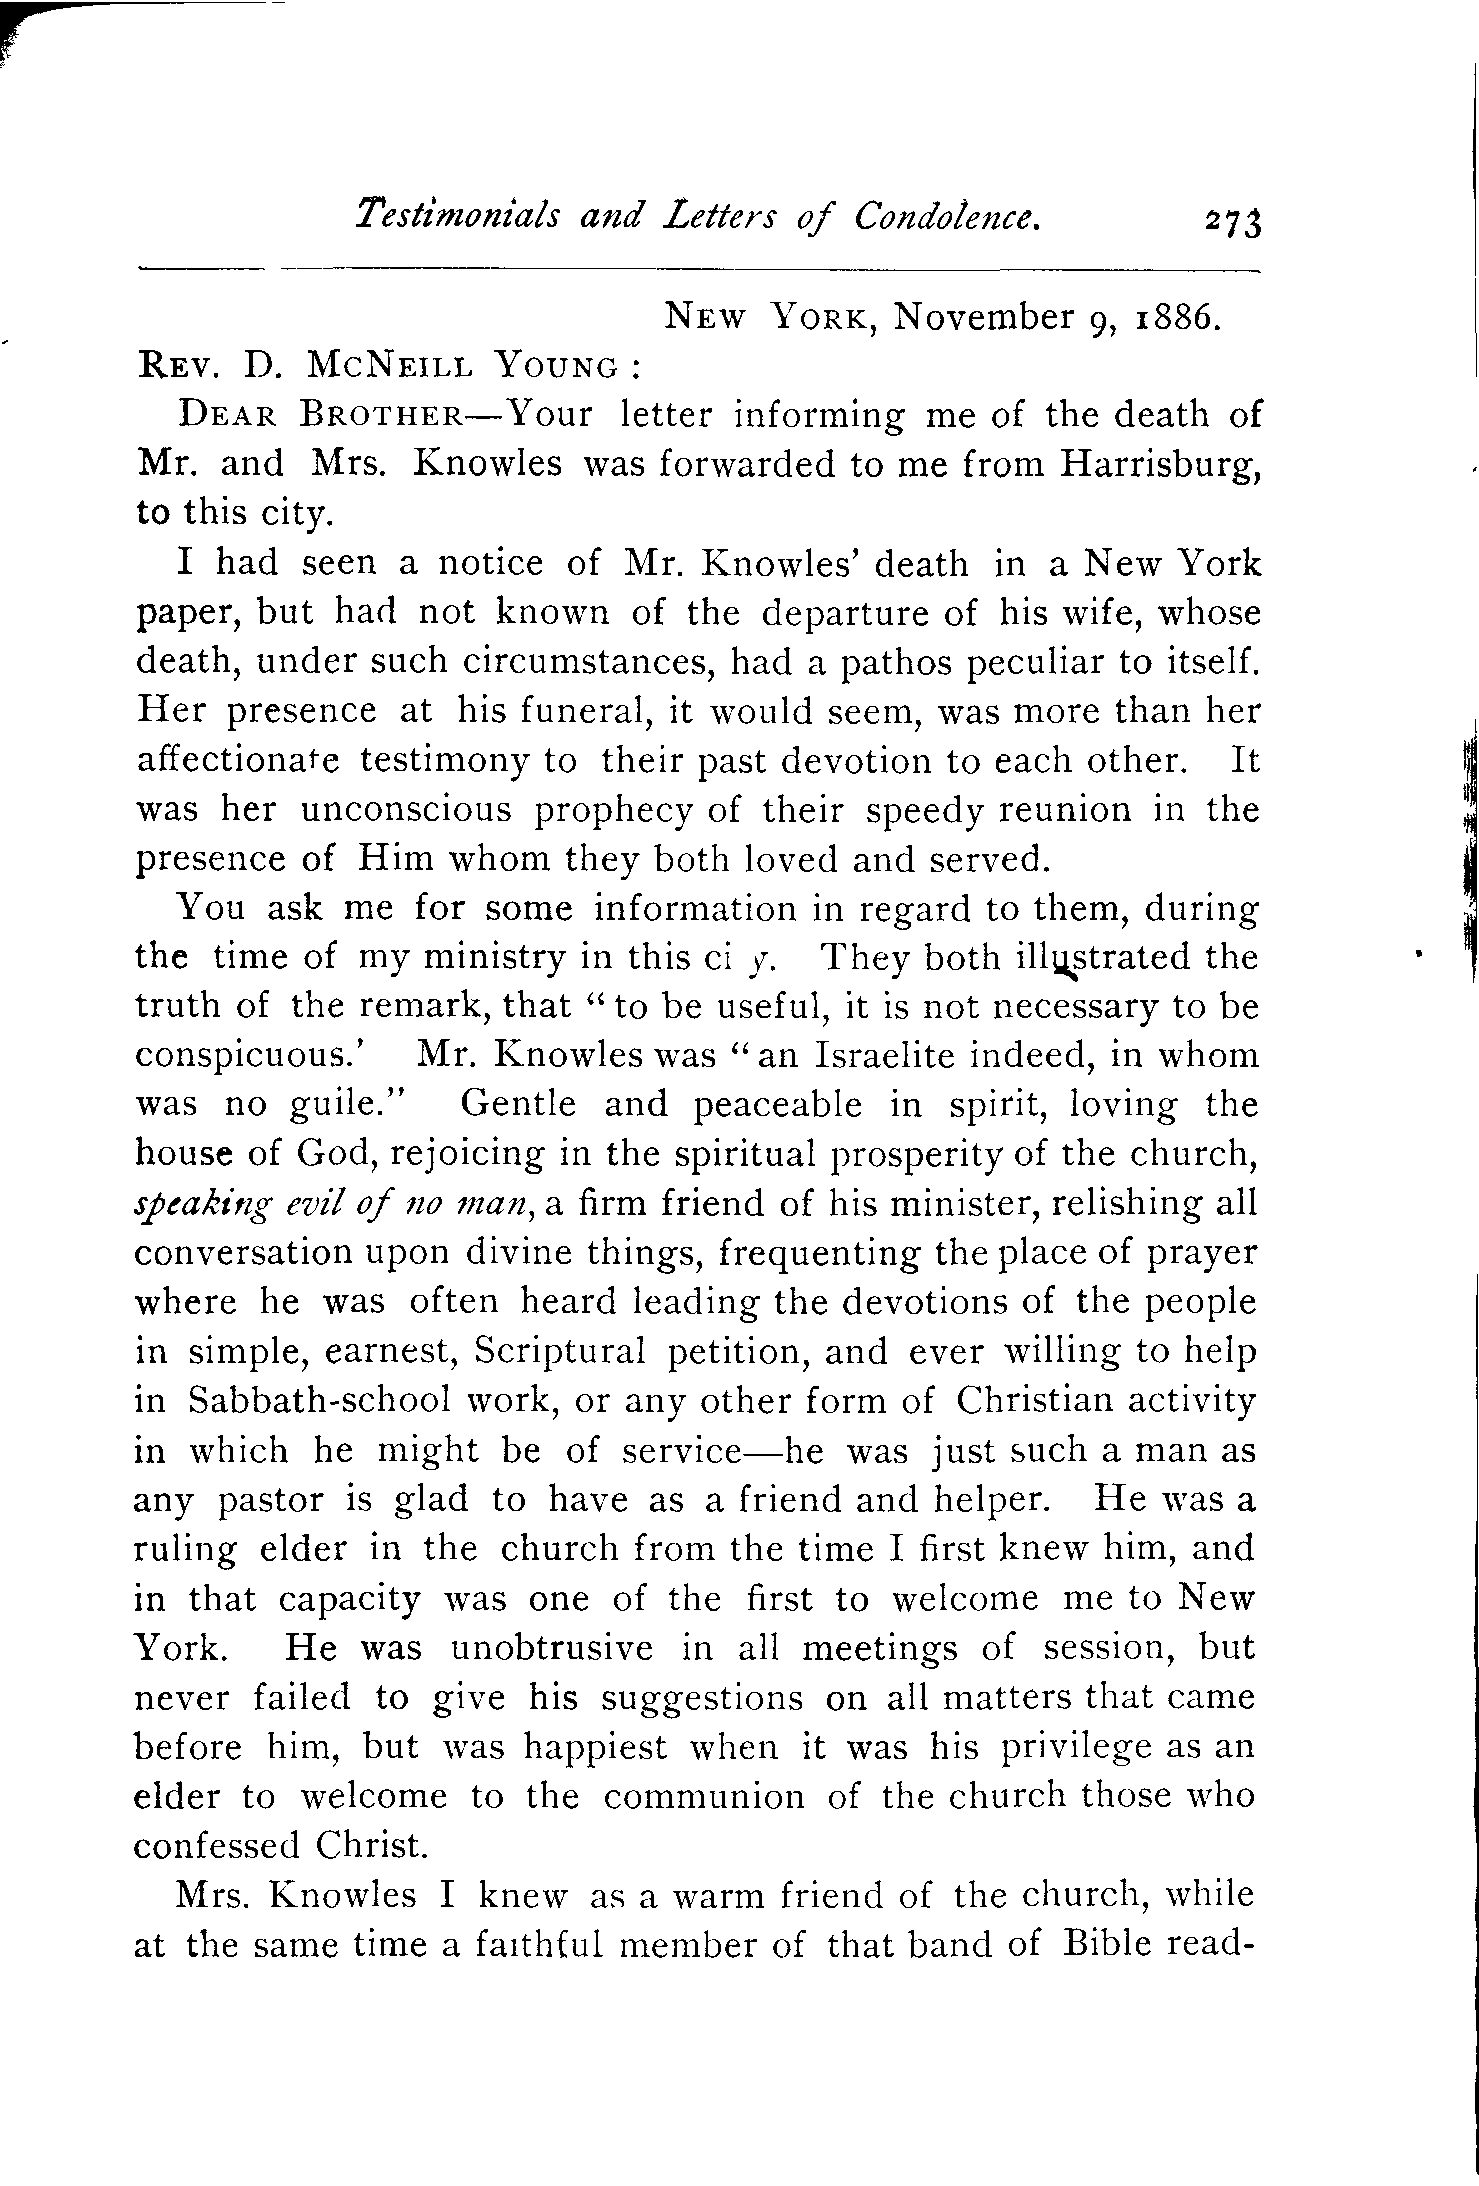 Testimonials and Letters of Condolence. 273
NEW YORK, November 9, 1886.
REV. D. MCNEILL YOUNG :
DEAR BROTHER—Your letter informing me of the death of
Mr. and Mrs. Knowles was forwarded to me from Harrisburg,
to this city.
I had seen a notice of Mr. Knowles' death in a New York
paper, but had not known of the departure of his wife, whose
death, under such circumstances, had a pathos peculiar to itself.
Her presence at his funeral, it would seem, was more than her
affectionate testimony to their past devotion to each other. It
was her unconscious prophecy of their speedy reunion in the
presence of Him whom they both loved and served.
You ask me for some information in regard to them, during
the time of my ministry in this ci y. They both illustrated the
truth of the remark, that "to be useful, it is not necessary to be
conspicuous.' Mr. Knowles was "an Israelite indeed, in whom
was no guile." Gentle and peaceable in spirit, loving the
house of God, rejoicing in the spiritual prosperity of the church,
speaking evil of no man, a firm friend of his minister, relishing all
conversation upon divine things, frequenting the place of prayer
where he was often heard leading the devotions of the people
in simple, earnest, Scriptural petition, and ever willing to help
in Sabbath-school work, or any other form of Christian activity
in which he might be of service—he was just such a man as
any pastor is glad to have as a friend and helper. He was a
ruling elder in the church from the time I first knew him, and
in that capacity was one of the first to welcome me to New
York. He was unobtrusive in all meetings of session, but
never failed to give his suggestions on all matters that came
before him, but was happiest when it was his privilege as an
elder to welcome to the communion of the church those who
confessed Christ.
Mrs. Knowles I knew as a warm friend of the church, while
at the same time a faithful member of that band of Bible read-